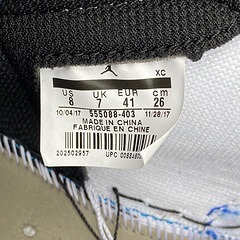 XC
US UK EUR cm
8 7 41 26
10/04/17 555088-403 11/28/17
MADE IN CHINA
FABRIQUE EN CHINE
202502957 UPC